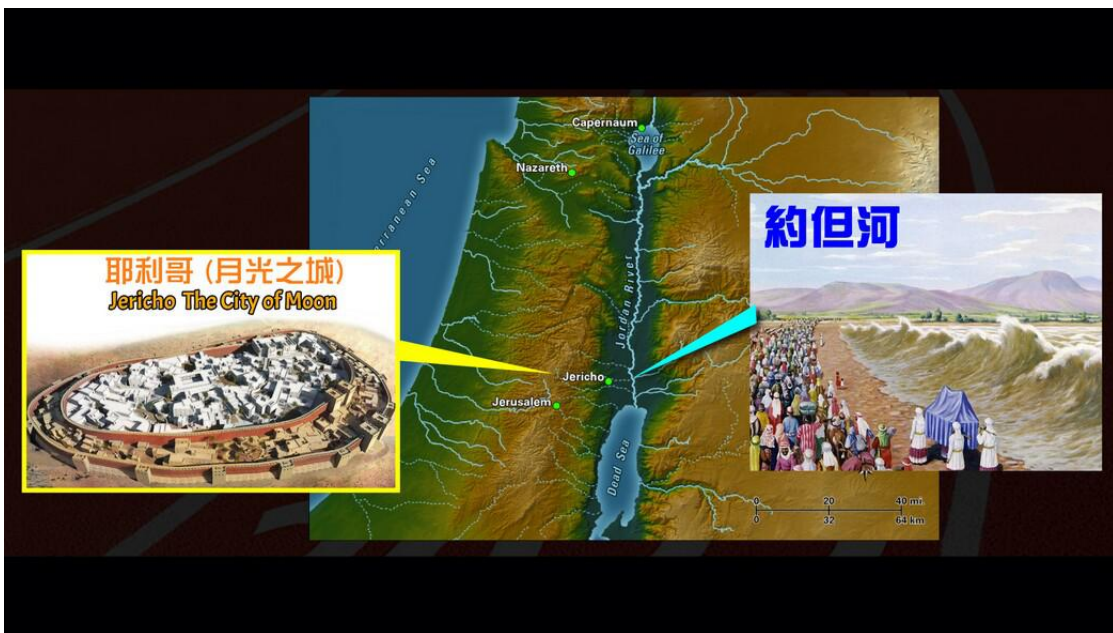 耶利哥 (月光之城)
Jericho The City of Moon
Capernaum
Sea of
Galilee
Nazareth
erranean Sea
約但河
Jordan River
Jericho
Jerusalem
Dead Sea
0 20 40 mi.
0 32 64 km